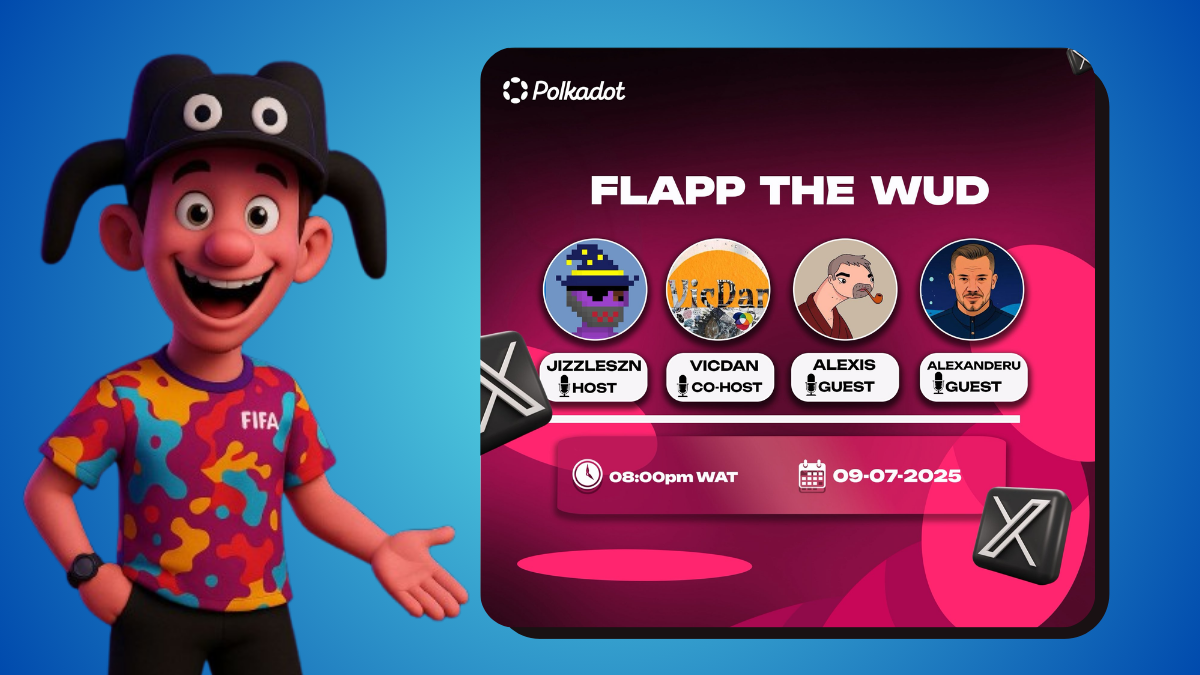 Polkadot
FLAPP THE WUD
VicDan
JIZZLESZN
HOST
VICDAN
CO-HOST
ALEXIS
GUEST
ALEXANDERU
GUEST
08:00pm WAT
09-07-2025
FIFA